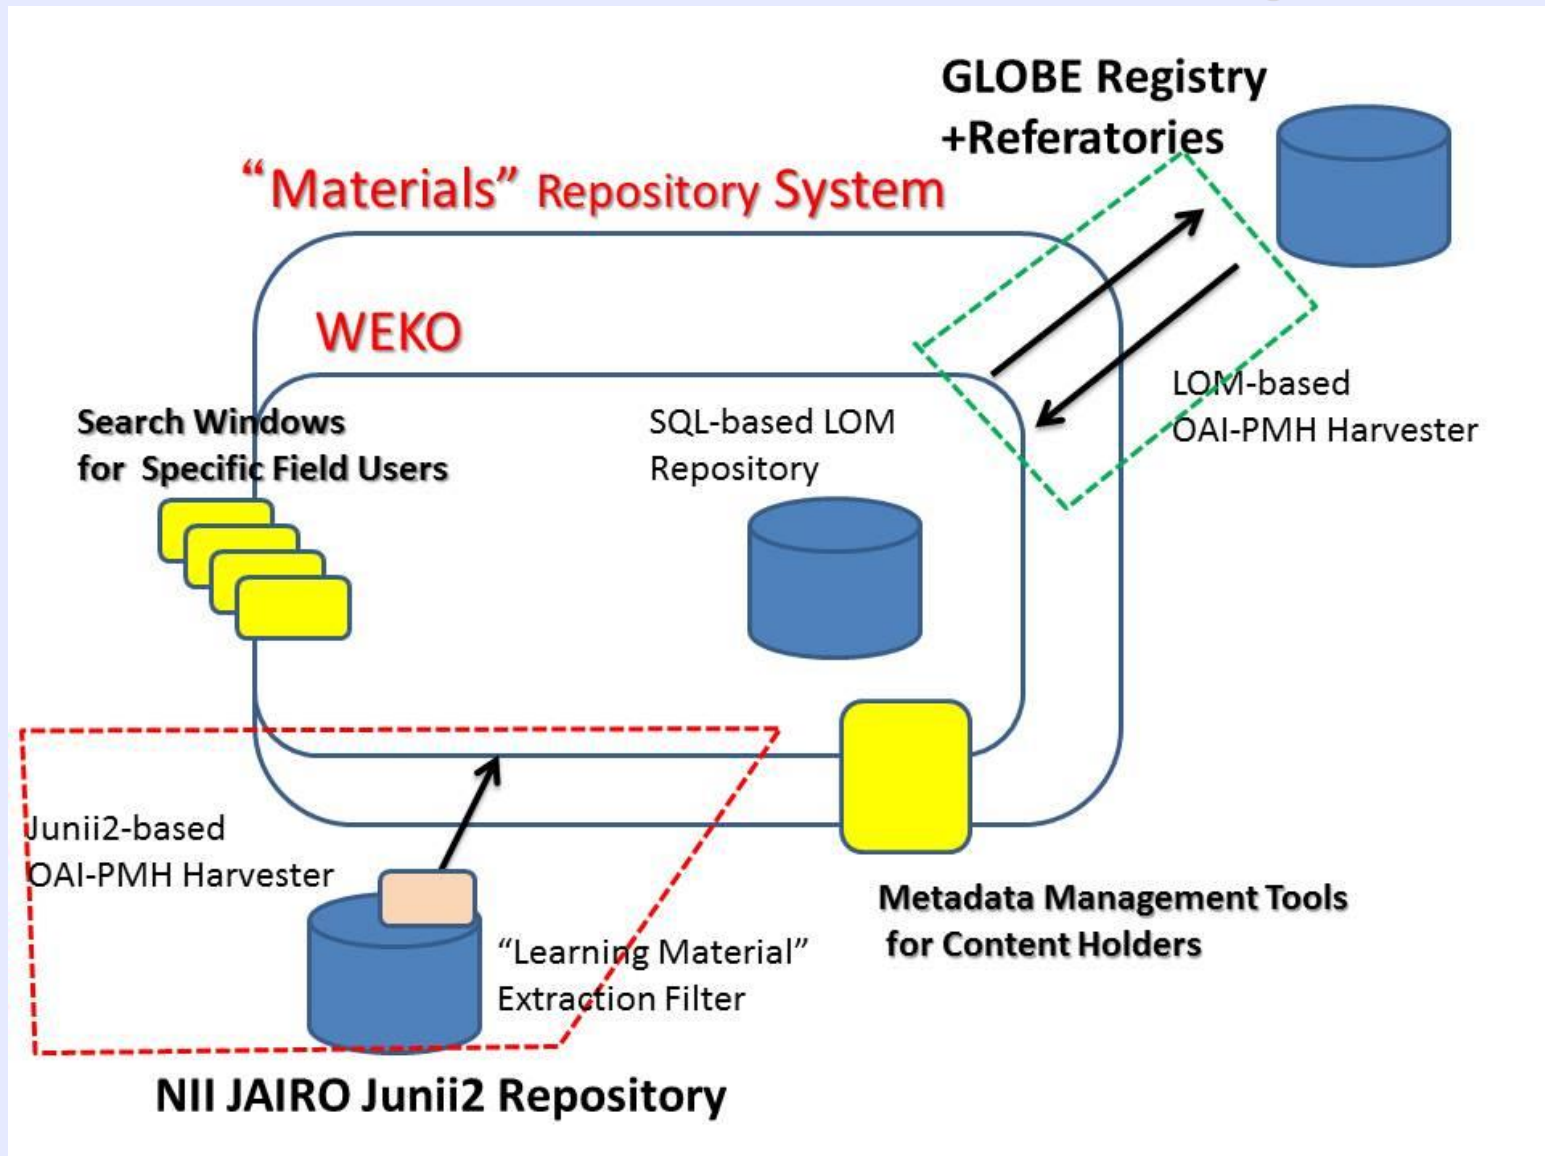 GLOBE Registry
+Referatories
“Materials” Repository System
WEKO
Search Windows
for Specific Field Users
SQL-based LOM
Repository
LOM-based
OAI-PMH Harvester
Junii2-based
OAI-PMH Harvester
“Learning Material”
Extraction Filter
Metadata Management Tools
for Content Holders
NII JAIRO Junii2 Repository